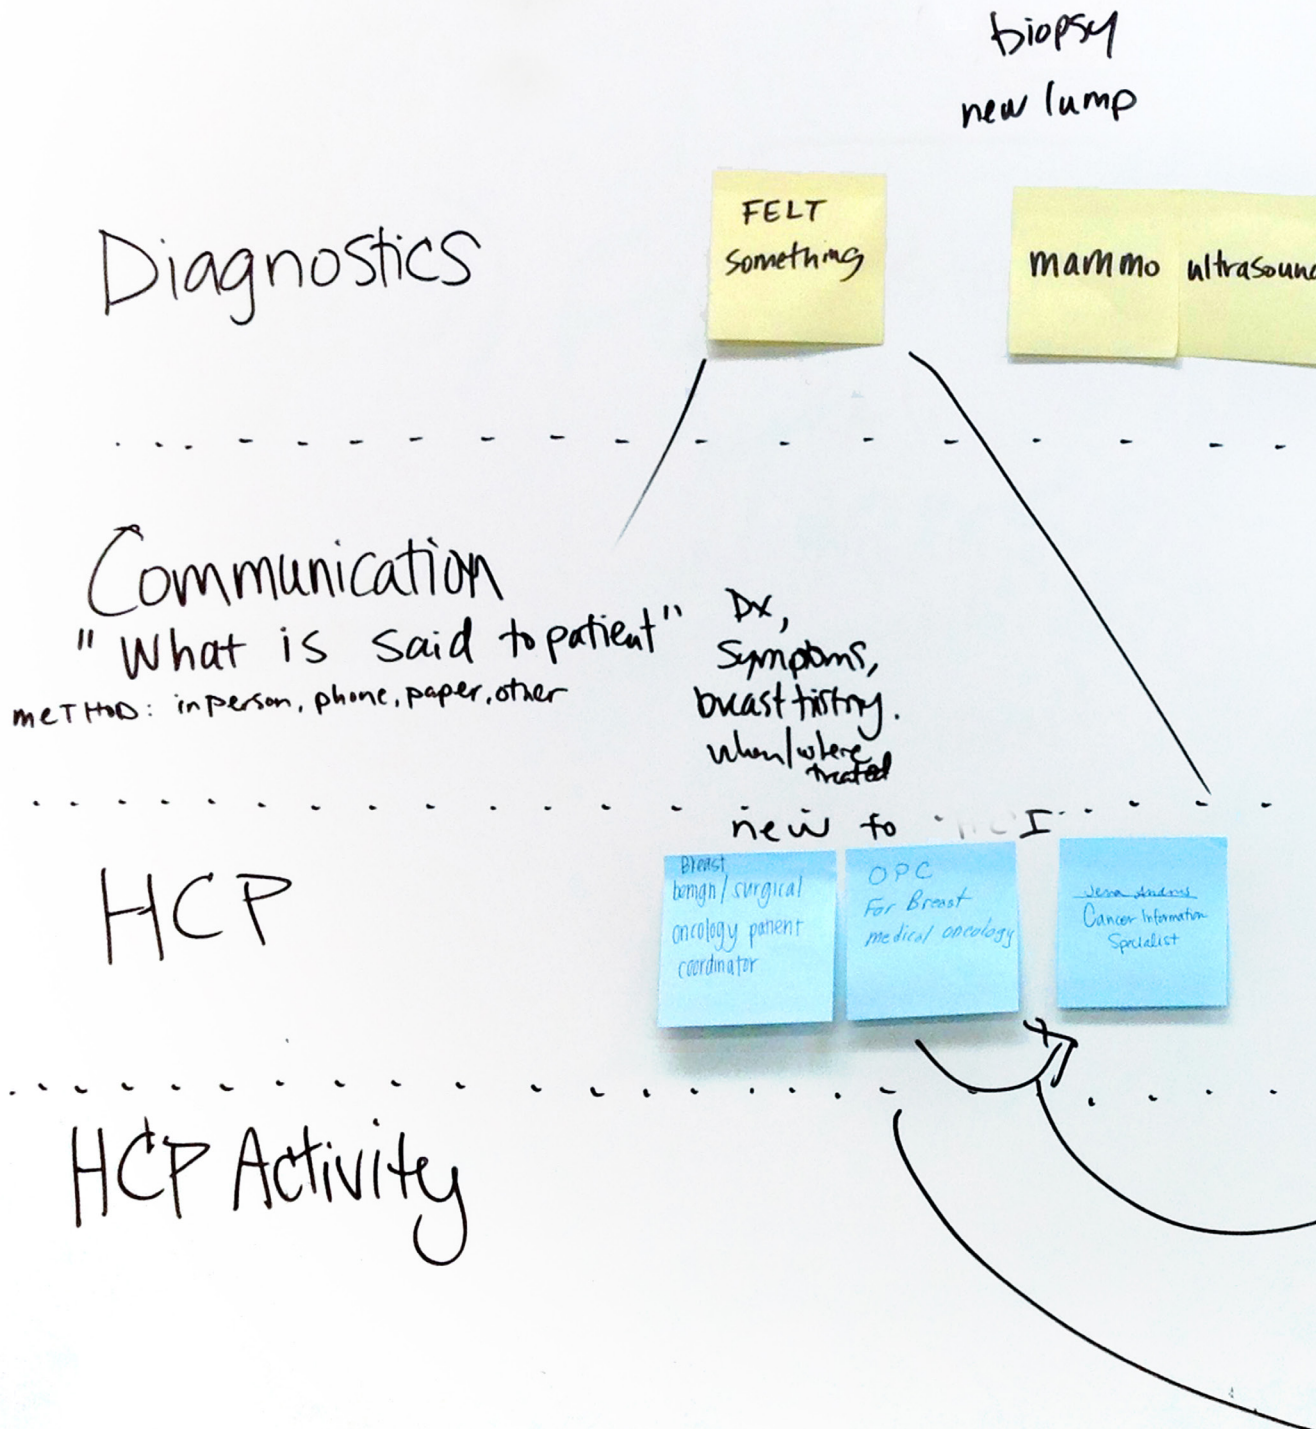 biopsy
new lump
FELT
something
mammo
ultrasound
Diagnostics
Communication
"What is said to patient"
METHOD: in person, phone, paper, other
Dx,
Symptoms,
breast history.
when/where
treated
new to
HCP
Breast
benign/surgical
oncology patient
coordinator
OPC
For Breast
medical oncology
Cancer Information
Specialist
HCP Activity